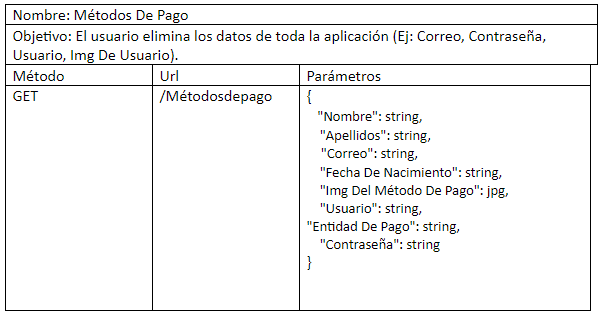 Nombre: Métodos De Pago
Objetivo: El usuario elimina los datos de toda la aplicación (Ej: Correo, Contraseña,
Usuario, Img De Usuario).
Método Url Parámetros
GET /Métodosdepago {
"Nombre": string,
"Apellidos": string,
"Correo": string,
"Fecha De Nacimiento": string,
"Img Del Método De Pago": jpg,
"Usuario": string,
"Entidad De Pago": string,
"Contraseña": string
}